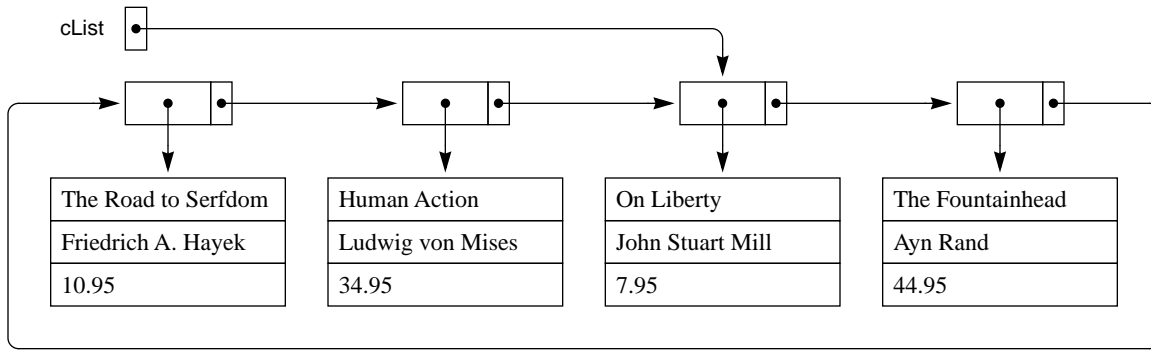 cList
The Road to Serfdom
Friedrich A. Hayek
10.95
Human Action
Ludwig von Mises
34.95
On Liberty
John Stuart Mill
7.95
The Fountainhead
Ayn Rand
44.95